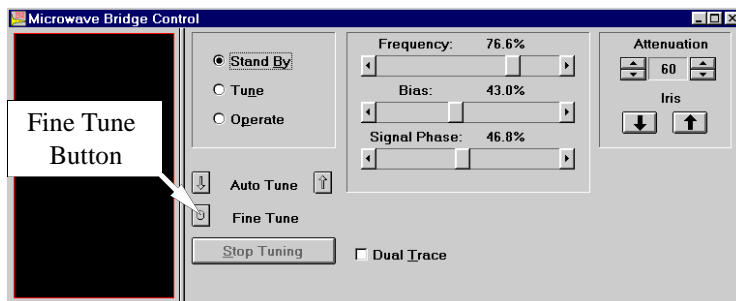 Microwave Bridge Control
Stand By
Tune
Operate
Frequency: 76.6%
Bias: 43.0%
Signal Phase: 46.8%
Attenuation
60
Iris
Fine Tune
Button
Auto Tune
Fine Tune
Stop Tuning
Dual Trace